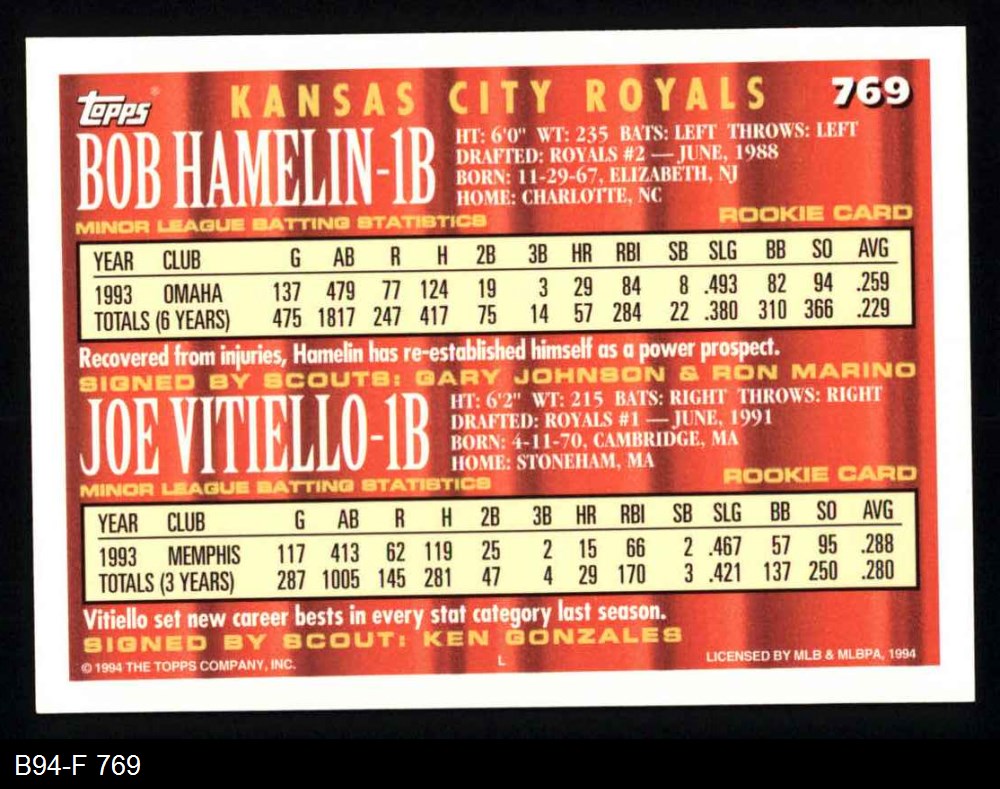 topps® KANSAS CITY ROYALS 769
BOB HAMELIN-1B
HT: 6'0" WT: 235 BATS: LEFT THROWS: LEFT
DRAFTED: ROYALS #2 — JUNE, 1988
BORN: 11-29-67, ELIZABETH, NJ
HOME: CHARLOTTE, NC
MINOR LEAGUE BATTING STATISTICS ROOKIE CARD
YEAR CLUB G AB R H 2B 3B HR RBI SB SLG BB SO AVG
1993 OMAHA 137 479 77 124 19 3 29 84 8 .493 82 94 .259
TOTALS (6 YEARS) 475 1817 247 417 75 14 57 284 22 .380 310 366 .229
Recovered from injuries, Hamelin has re-established himself as a power prospect.
SIGNED BY SCOUTS: GARY JOHNSON & RON MARINO
JOE VITIELLO-1B
HT: 6'2" WT: 215 BATS: RIGHT THROWS: RIGHT
DRAFTED: ROYALS #1 — JUNE, 1991
BORN: 4-11-70, CAMBRIDGE, MA
HOME: STONEHAM, MA
MINOR LEAGUE BATTING STATISTICS ROOKIE CARD
YEAR CLUB G AB R H 2B 3B HR RBI SB SLG BB SO AVG
1993 MEMPHIS 117 413 62 119 25 2 15 66 2 .467 57 95 .288
TOTALS (3 YEARS) 287 1005 145 281 47 4 29 170 3 .421 137 250 .280
Vitiello set new career bests in every stat category last season.
SIGNED BY SCOUT: KEN GONZALES
© 1994 THE TOPPS COMPANY, INC. L LICENSED BY MLB & MLBPA, 1994
B94-F 769